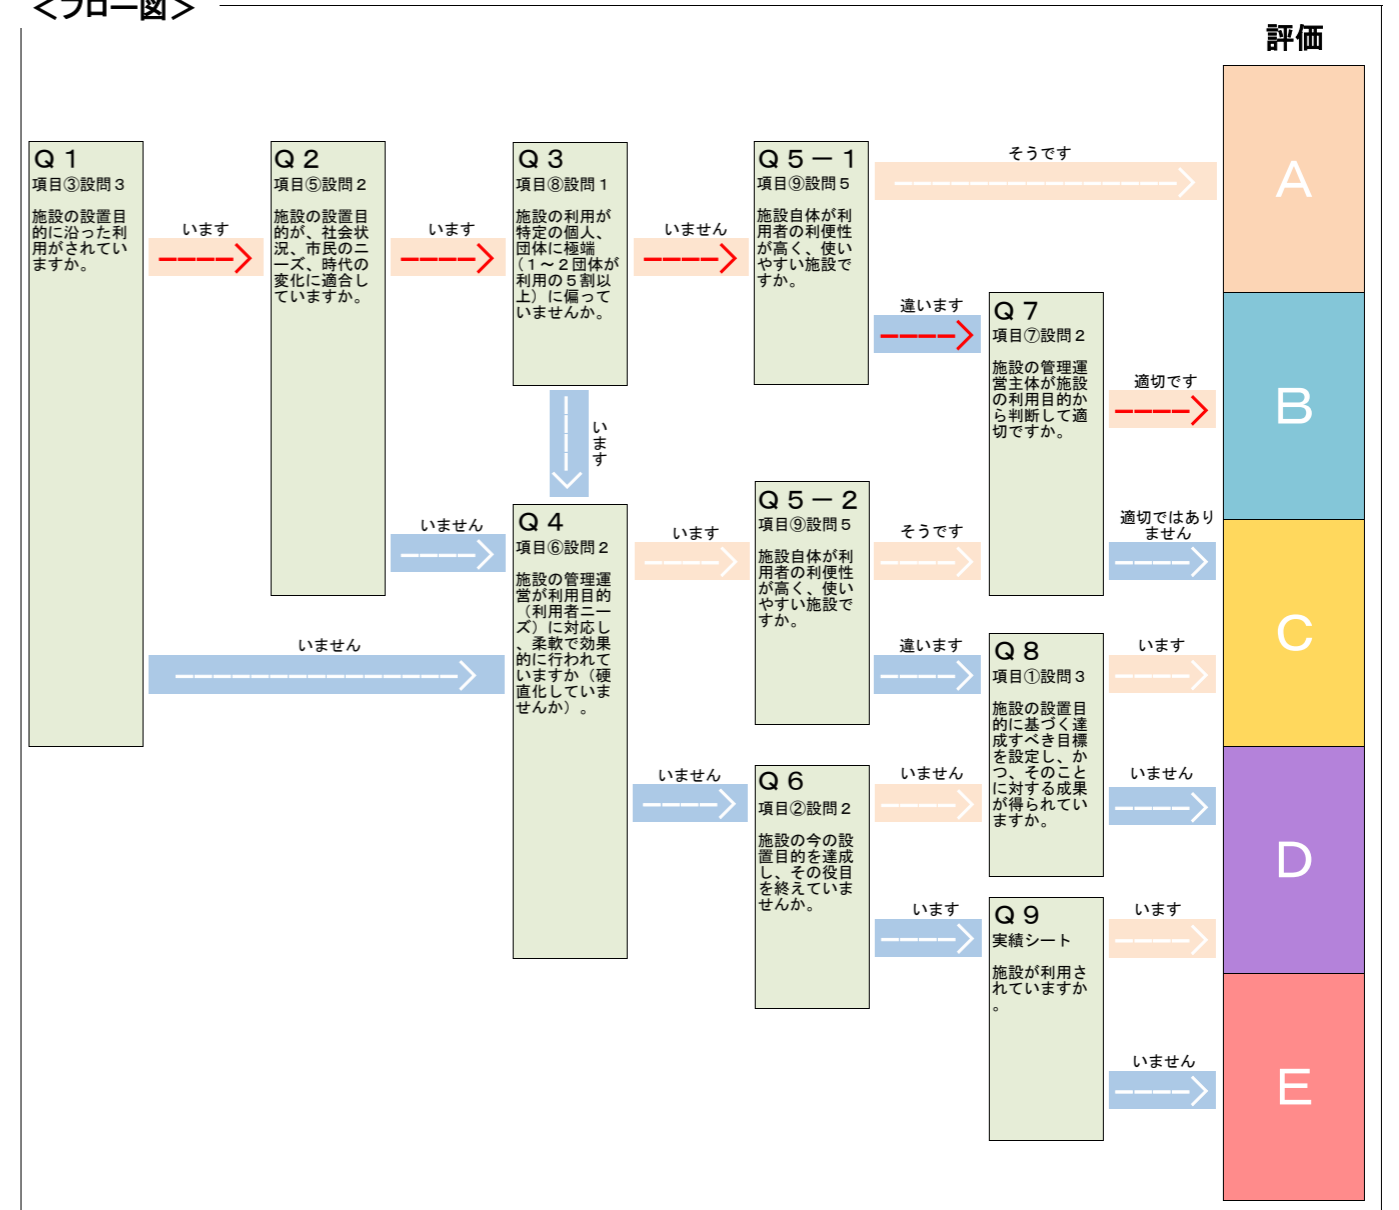 ＜フロー図＞
評価
Ｑ１
項目③設問３
施設の設置目
的に沿った利
用がされてい
ますか。
います
いません
Ｑ２
項目⑤設問２
施設の設置目
的が、社会状
況、市民のニ
ーズ、時代の
変化に適合し
ていますか。
います
いません
Ｑ３
項目⑧設問１
施設の利用が
特定の個人、
団体に極端
（１～２団体が
利用の５割以
上）に偏って
いませんか。
いません
います
Ｑ４
項目⑥設問２
施設の管理運
営が利用目的
（利用者ニー
ズ）に対応し
、柔軟で効果
的に行われて
いますか（硬
直化していま
せんか）。
います
いません
Ｑ５－１
項目⑨設問５
施設自体が利
用者の利便性
が高く、使い
やすい施設で
すか。
そうです
違います
Ｑ５－２
項目⑨設問５
施設自体が利
用者の利便性
が高く、使い
やすい施設で
すか。
そうです
違います
Ｑ６
項目②設問２
施設の今の設
置目的を達成
し、その役目
を終えていま
せんか。
いません
います
Ｑ７
項目⑦設問２
施設の管理運
営主体が施設
の利用目的か
ら判断して適
切ですか。
適切です
適切ではあり
ません
Ｑ８
項目①設問３
施設の設置目
的に基づく達
成すべき目標
を設定し、か
つ、そのこと
に対する成果
が得られてい
ますか。
います
いません
Ｑ９
実績シート
施設が利用さ
れていますか
。
います
いません
Ａ
Ｂ
Ｃ
Ｄ
Ｅ